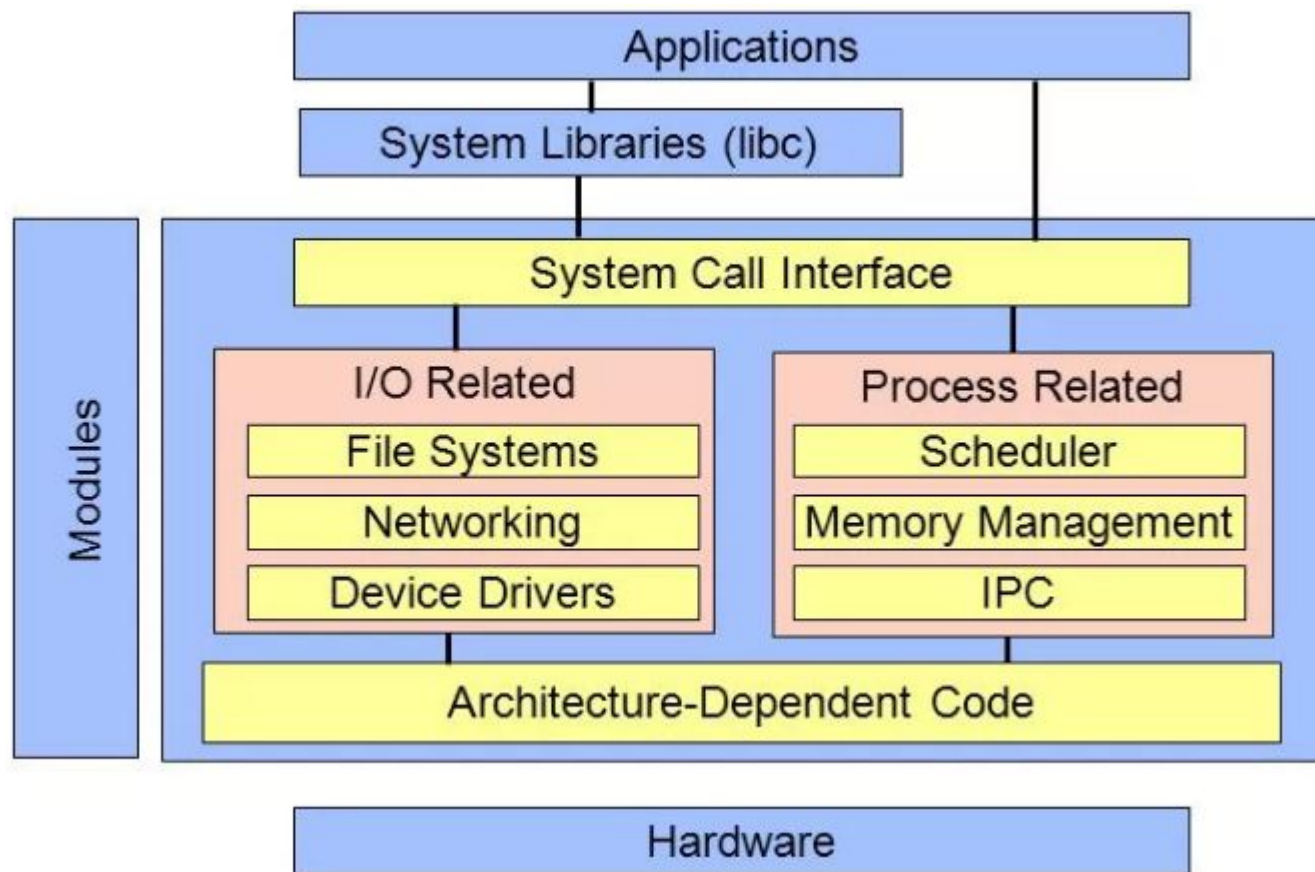 Applications
System Libraries (libc)
Modules
System Call Interface
I/O Related
File Systems
Networking
Device Drivers
Process Related
Scheduler
Memory Management
IPC
Architecture-Dependent Code
Hardware